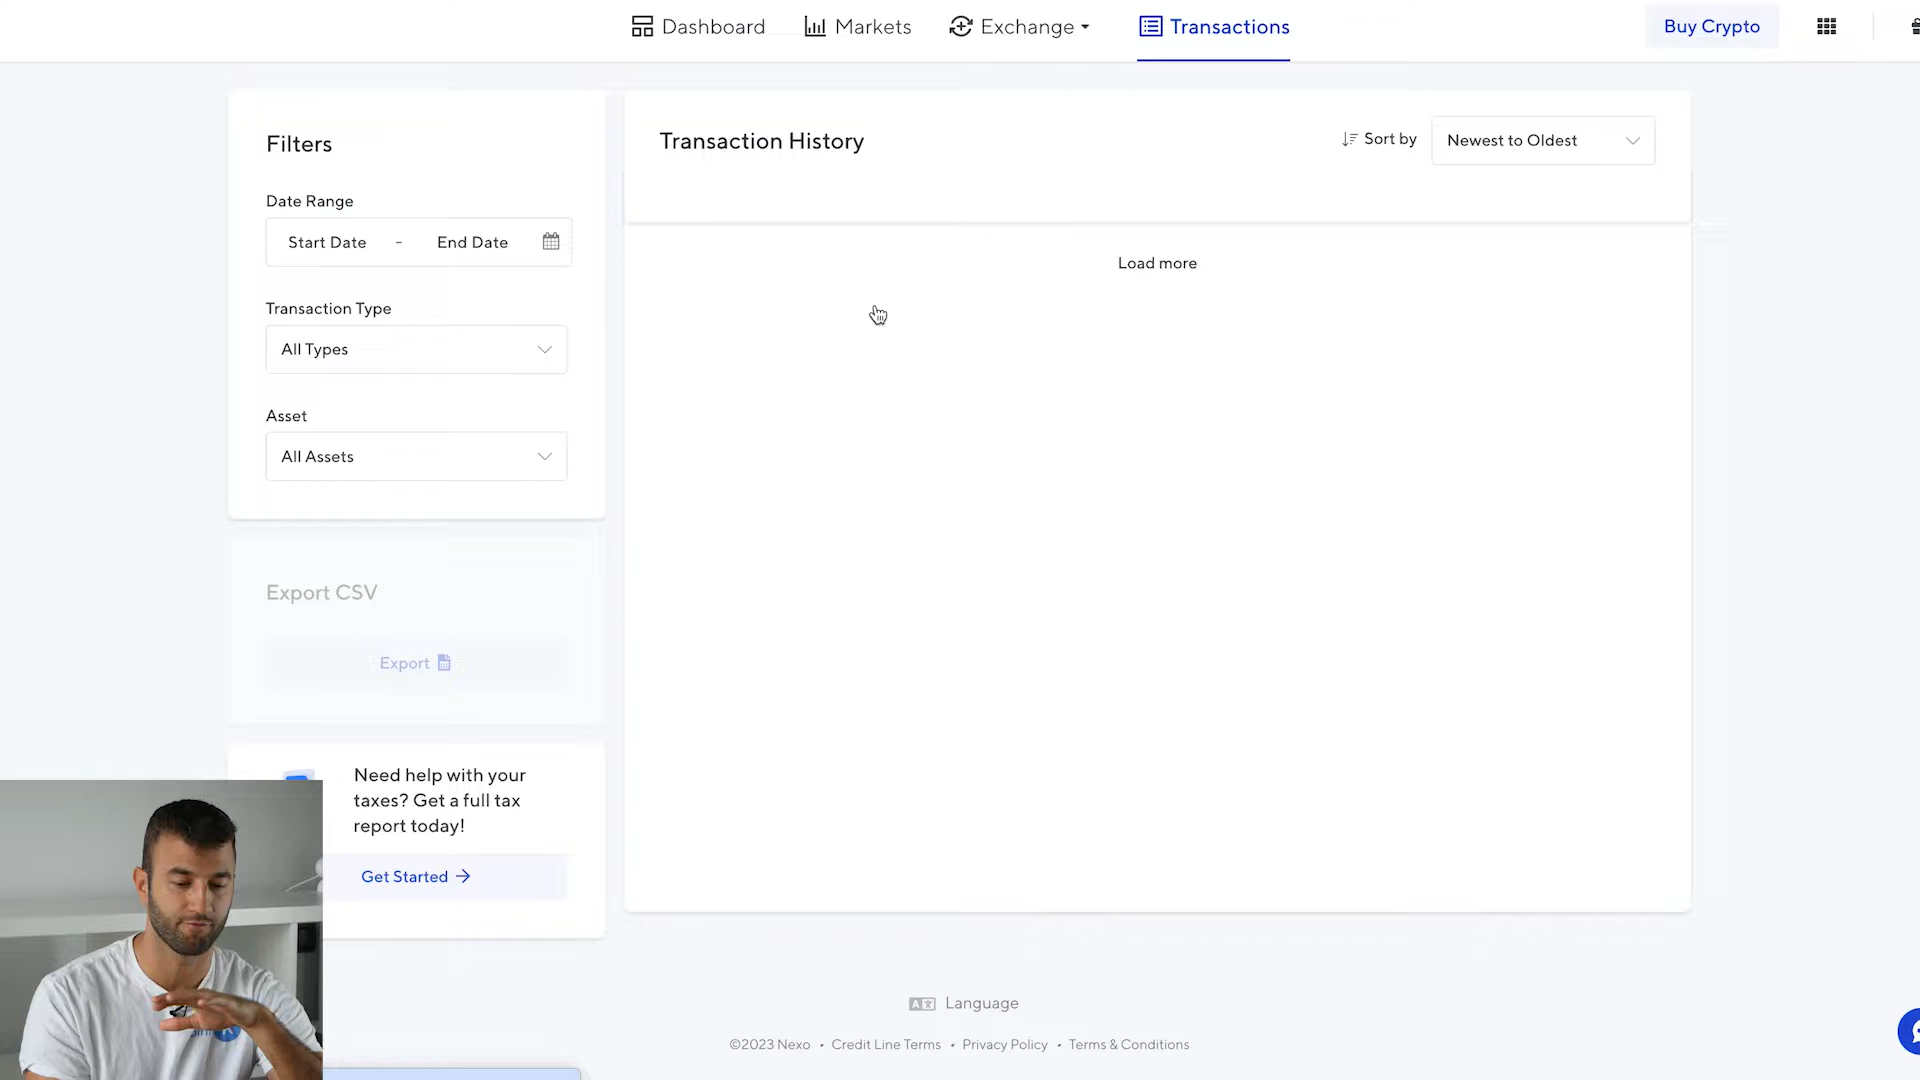 Dashboard
Markets
Exchange
Transactions
Buy Crypto
Filters
Date Range
Start Date - End Date
Transaction Type
All Types
Asset
All Assets
Export CSV
Export
Need help with your
taxes? Get a full tax
report today!
Get Started →
Transaction History
Sort by
Newest to Oldest
Load more
Language
©2023 Nexo • Credit Line Terms • Privacy Policy • Terms & Conditions